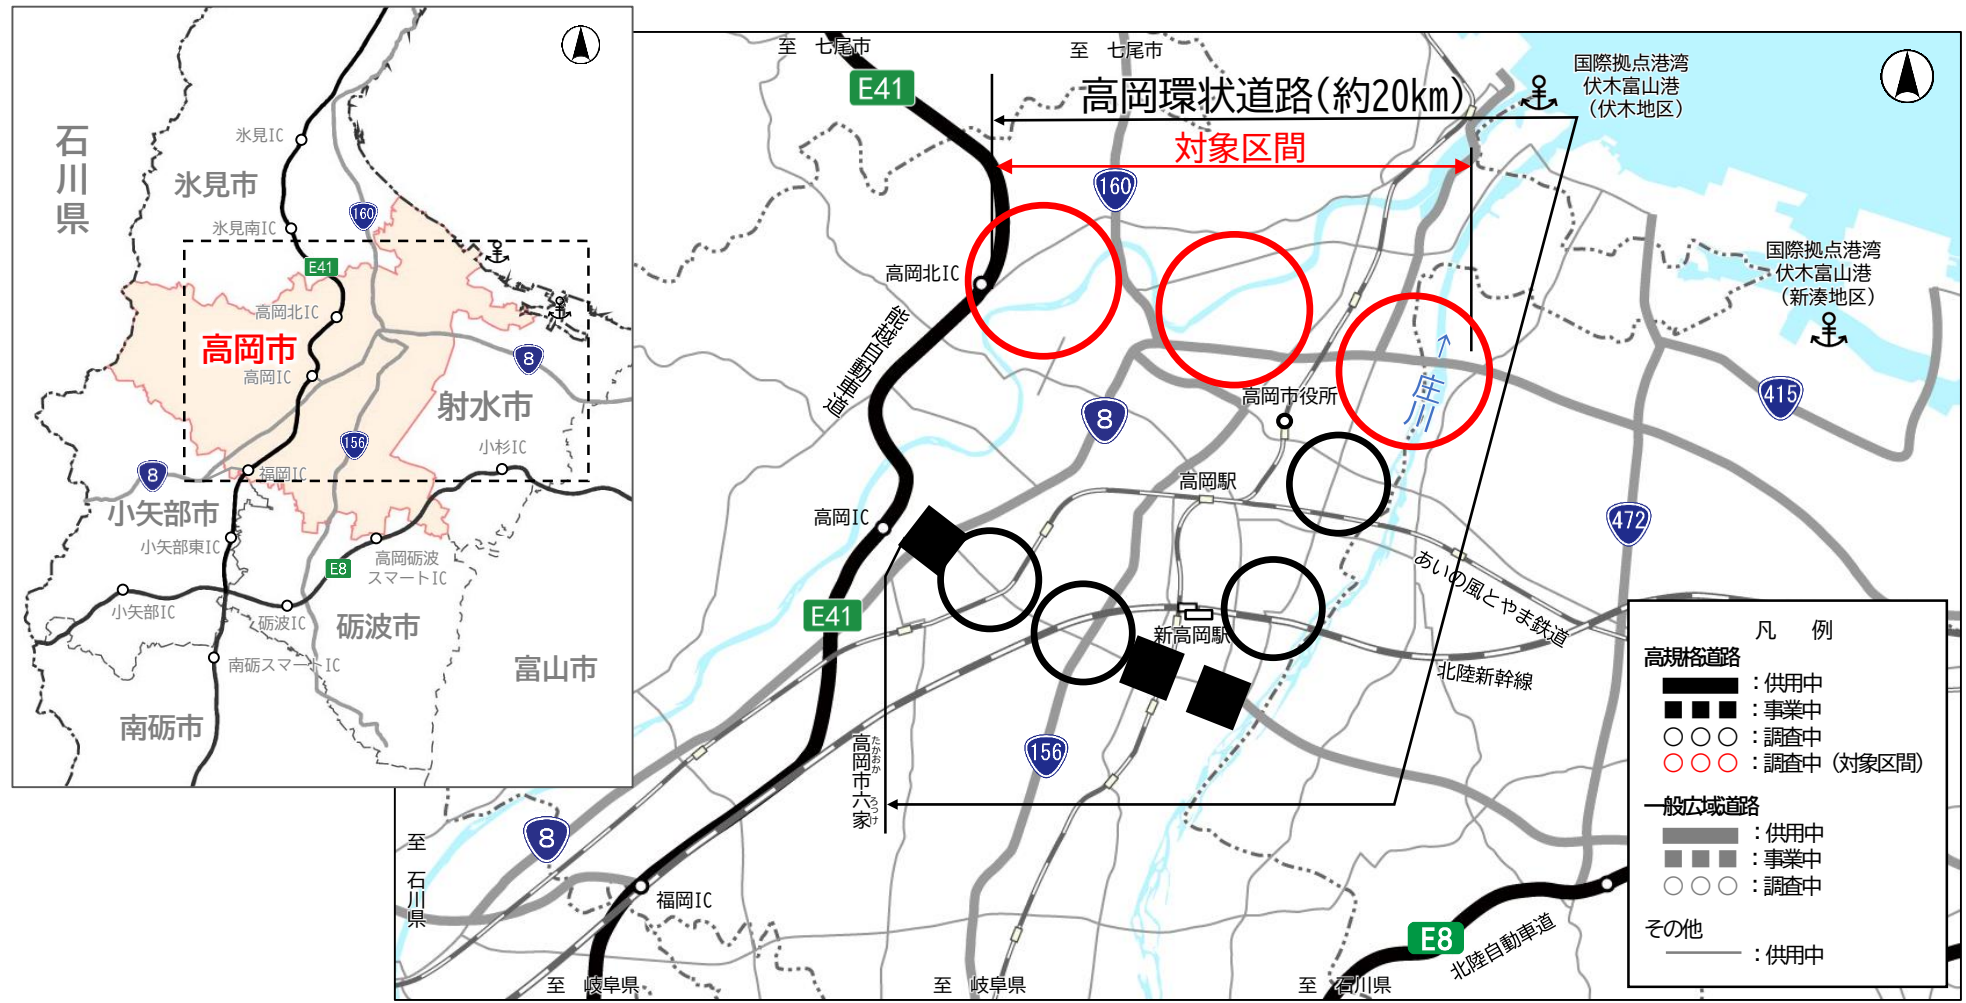 石川県
氷見IC
氷見市
160
氷見南IC
E41
高岡北IC
高岡市
高岡IC
8
射水市
156
小杉IC
8
福岡IC
小矢部市
小矢部東IC
高岡砺波
スマートIC
E8
小矢部IC
砺波IC
砺波市
南砺スマートIC
富山市
南砺市
至 七尾市
至 七尾市
E41
高岡環状道路(約20km)
対象区間
国際拠点港湾
伏木富山港
(伏木地区)
160
国際拠点港湾
伏木富山港
(新湊地区)
高岡北IC
能越自動車道
→
庄川
高岡市役所
8
415
高岡駅
472
高岡IC
あいの風とやま鉄道
E41
新高岡駅
北陸新幹線
156
高岡市六家
たかおか
ろっけ
8
至 石川県
福岡IC
E8
北陸自動車道
至 岐阜県
至 岐阜県
至 石川県
凡 例
高規格道路
:供用中
:事業中
:調査中
:調査中(対象区間)
一般広域道路
:供用中
:事業中
:調査中
その他
:供用中